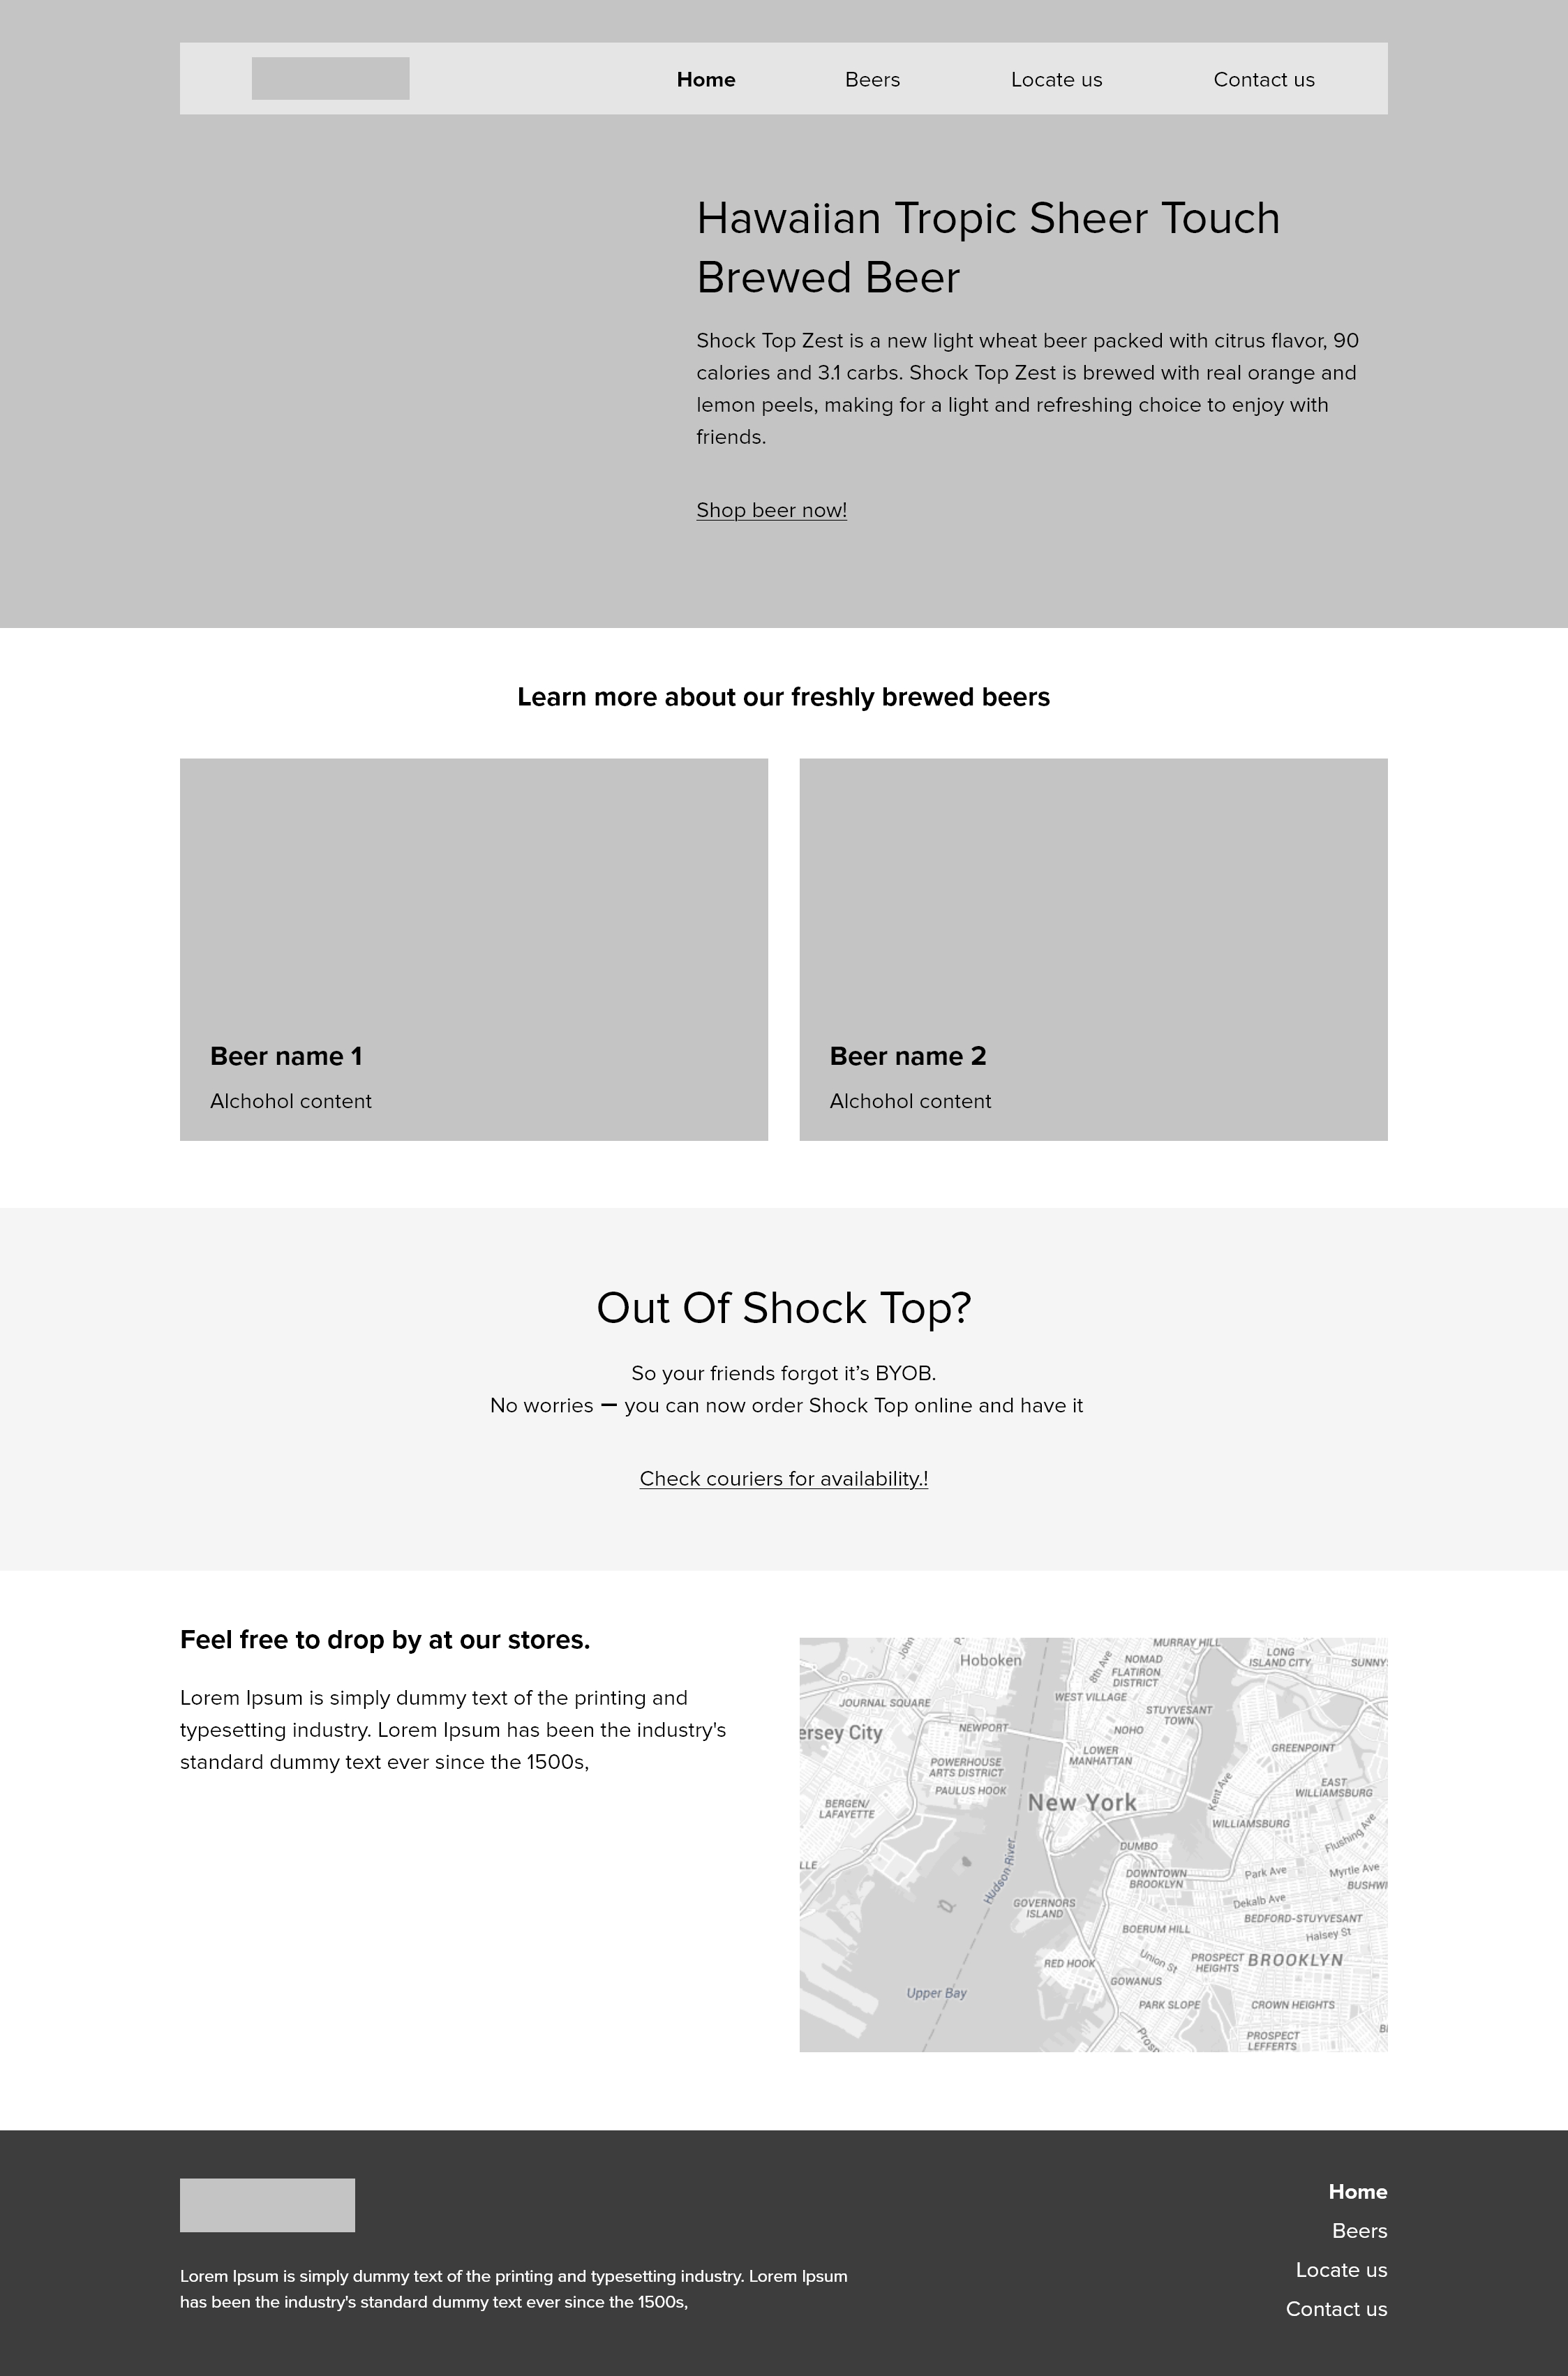 Home Beers Locate us Contact us
Hawaiian Tropic Sheer Touch
Brewed Beer
Shock Top Zest is a new light wheat beer packed with citrus flavor, 90
calories and 3.1 carbs. Shock Top Zest is brewed with real orange and
lemon peels, making for a light and refreshing choice to enjoy with
friends.
Shop beer now!
Learn more about our freshly brewed beers
Beer name 1
Alchohol content
Beer name 2
Alchohol content
Out Of Shock Top?
So your friends forgot it’s BYOB.
No worries — you can now order Shock Top online and have it
Check couriers for availability.!
Feel free to drop by at our stores.
Lorem Ipsum is simply dummy text of the printing and
typesetting industry. Lorem Ipsum has been the industry's
standard dummy text ever since the 1500s,
John
MURRAY HILL
Hoboken
8th Ave
NOMAD
FLATIRON
DISTRICT
LONG
ISLAND CITY
SUNNY
JOURNAL SQUARE
WEST VILLAGE
STUYVESANT
TOWN
ersey City
NEWPORT
NOHO
LOWER
MANHATTAN
GREENPOINT
POWERHOUSE
ARTS DISTRICT
PAULUS HOOK
New York
Kent Ave
EAST
WILLIAMSBURG
BERGEN/
LAFAYETTE
WILLIAMSBURG
Flushing Ave
DUMBO
LLE
Hudson River
DOWNTOWN
BROOKLYN
Park Ave
Myrtle Ave
BUSHWI
GOVERNORS
ISLAND
Dekalb Ave
BEDFORD-STUYVESANT
BOERUM HILL
Halsey St
RED HOOK
Union St
PROSPECT
HEIGHTS
BROOKLYN
GOWANUS
Upper Bay
PARK SLOPE
CROWN HEIGHTS
Prosp
PROSPECT
LEFFERTS
Home
Beers
Locate us
Contact us
Lorem Ipsum is simply dummy text of the printing and typesetting industry. Lorem Ipsum
has been the industry's standard dummy text ever since the 1500s,